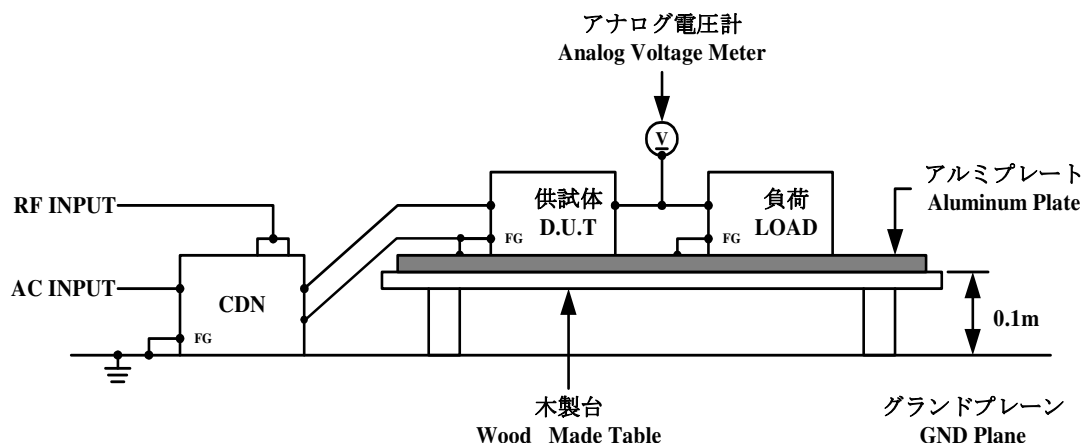 アナログ電圧計
Analog Voltage Meter
V
アルミプレート
Aluminum Plate
供試体
D.U.T
FG
負荷
LOAD
FG
RF INPUT
AC INPUT
CDN
FG
0.1m
木製台
Wood Made Table
グランドプレーン
GND Plane